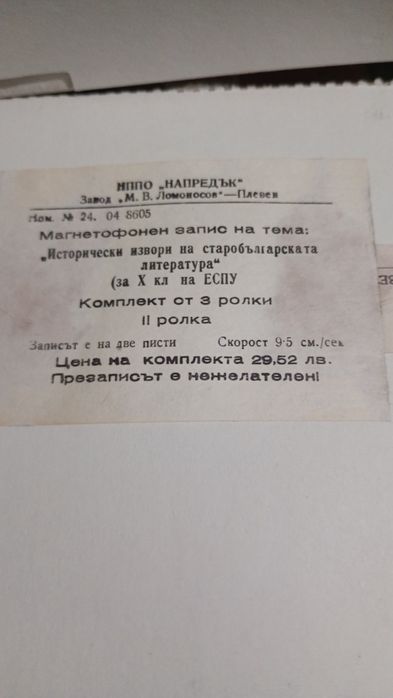 НППО „НАПРЕДЪК"
Завод „М. В. Ломоносов"—Плевен
Ном. № 24. 04 8605
Магнетофонен запис на тема:
„Исторически извори на старобългарската
литература"
(за X кл на ЕСПУ
Комплект от 3 ролки
II ролка
Записът е на две писти Скорост 9·5 см./сек
Цена на комплекта 29,52 лв.
Презаписът е нежелателен!